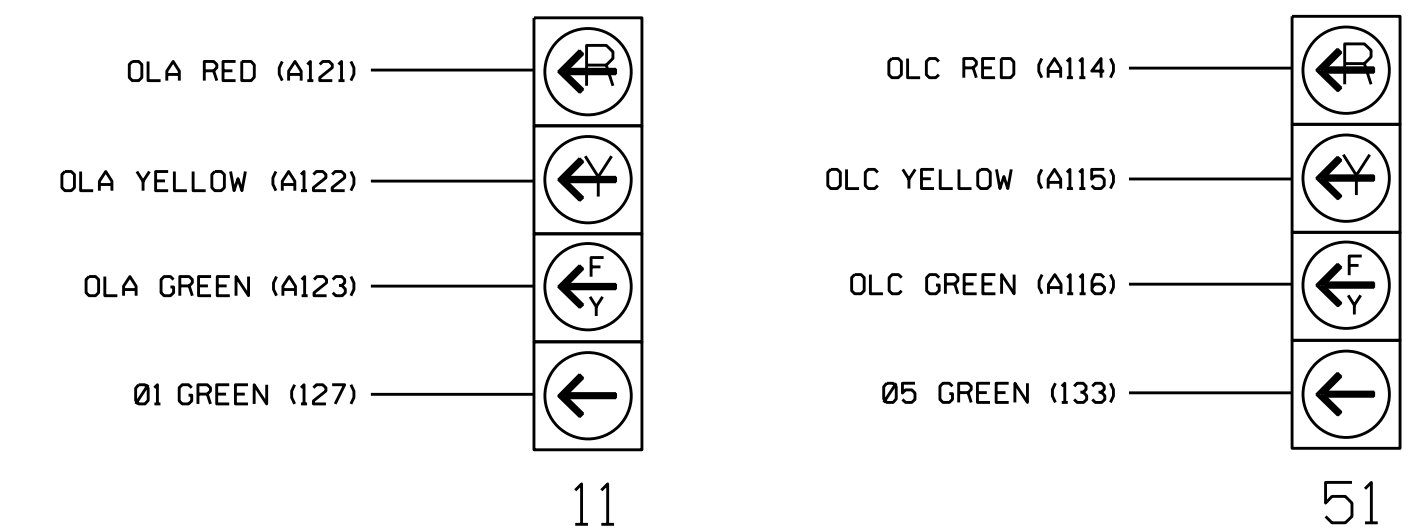 OLA RED (A121)
R
OLA YELLOW (A122)
Y
OLA GREEN (A123)
F
Y
Ø1 GREEN (127)
11
OLC RED (A114)
R
OLC YELLOW (A115)
Y
OLC GREEN (A116)
F
Y
Ø5 GREEN (133)
51